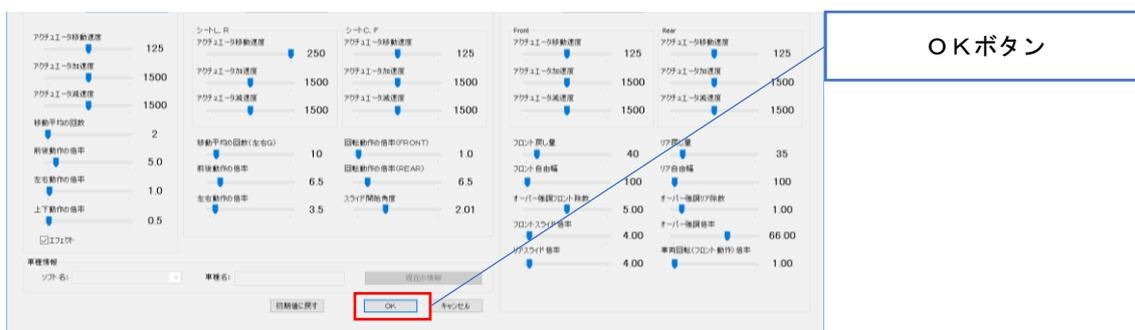 アクチュエータ移動速度
125
アクチュエータ加速度
1500
アクチュエータ減速度
1500
移動平均の回数
2
前後動作の倍率
5.0
左右動作の倍率
1.0
上下動作の倍率
0.5
エフェクト
シートL, R
アクチュエータ移動速度
250
アクチュエータ加速度
1500
アクチュエータ減速度
1500
シートC, F
アクチュエータ移動速度
125
アクチュエータ加速度
1500
アクチュエータ減速度
1500
移動平均の回数(左右G)
10
前後動作の倍率
6.5
左右動作の倍率
3.5
回転動作の倍率(FRONT)
1.0
回転動作の倍率(REAR)
6.5
スライド開始角度
2.01
Front
アクチュエータ移動速度
125
アクチュエータ加速度
1500
アクチュエータ減速度
1500
Rear
アクチュエータ移動速度
125
アクチュエータ加速度
1500
アクチュエータ減速度
1500
フロント戻し量
40
フロント自由幅
100
オーバー強調フロント除数
5.00
フロントスライド倍率
4.00
リアスライド倍率
4.00
リア戻し量
35
リア自由幅
100
オーバー強調リア除数
1.00
オーバー強調倍率
66.00
車両回転(フロント動作)倍率
1.00
車種情報
ソフト名:
車種名:
現在の情報
初期値に戻す
OK
キャンセル
OKボタン